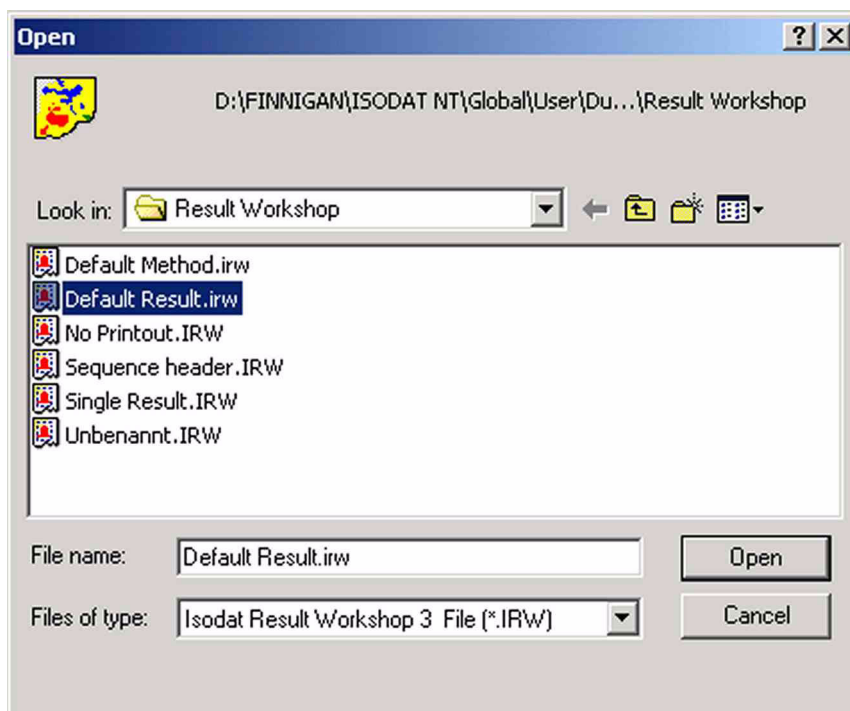 Open
D:\FINNIGAN\ISODAT NT\Global\User\Du...\Result Workshop
Look in: Result Workshop
Default Method.irw
Default Result.irw
No Printout.IRW
Sequence header.IRW
Single Result.IRW
Unbenannt.IRW
File name: Default Result.irw Open
Files of type: Isodat Result Workshop 3 File (*.IRW) Cancel